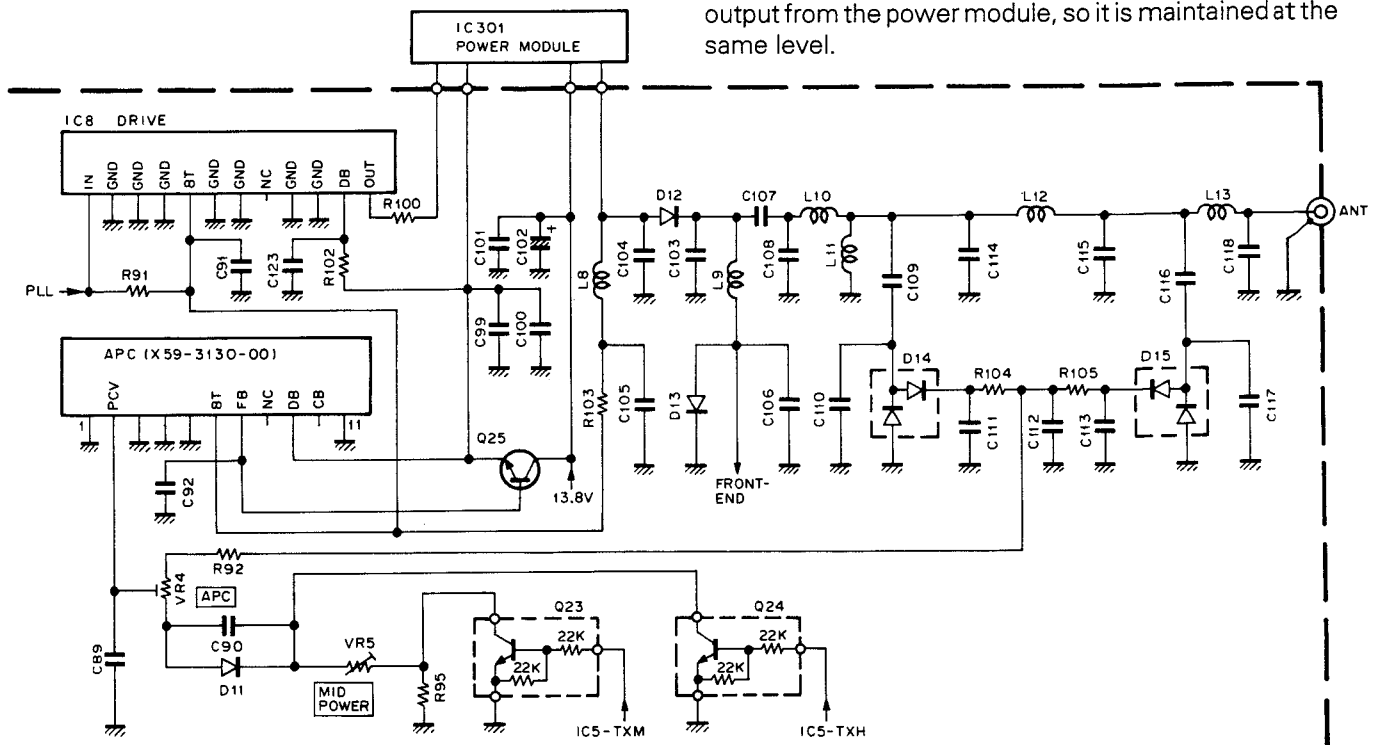 output from the power module, so it is maintained at the
same level.
IC301
POWER MODULE
IC8 DRIVE
IN
GND
GND
GND
8T
GND
GND
NC
GND
GND
DB
OUT
R100
C101
C102
+
D12
C107
L10
L12
L13
ANT
C104
C103
C108
L11
C114
C115
C118
L8
L9
C109
C116
PLL
R91
C91
C123
R102
C99
C100
APC (X59-3130-00)
1
PCV
8T
FB
NC
DB
CB
11
R103
C105
D13
C106
C110
D14
R104
R105
D15
C111
C112
C113
C117
C92
Q25
13.8V
FRONT-
END
R92
VR4
APC
C90
D11
C89
VR5
MID
POWER
R95
Q23
22K
22K
IC5-TXM
Q24
22K
22K
IC5-TXH